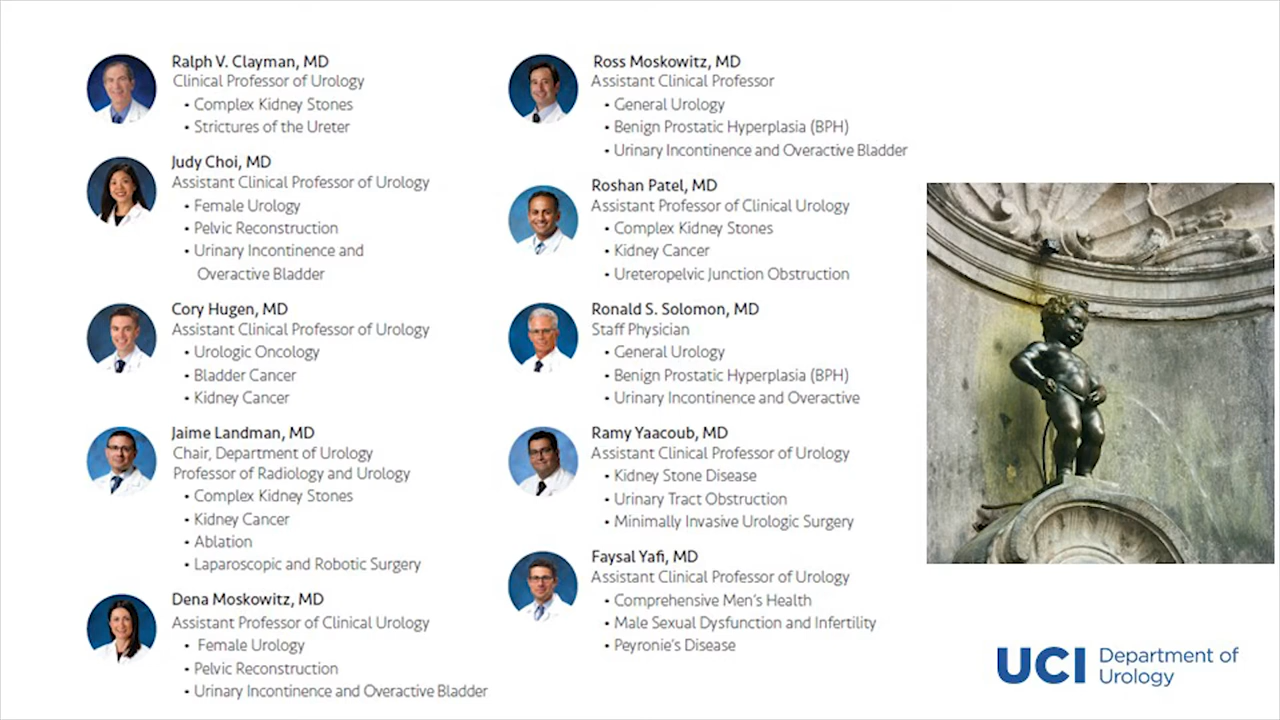 Ralph V. Clayman, MD
Clinical Professor of Urology
• Complex Kidney Stones
• Strictures of the Ureter
Judy Choi, MD
Assistant Clinical Professor of Urology
• Female Urology
• Pelvic Reconstruction
• Urinary Incontinence and
Overactive Bladder
Cory Hugen, MD
Assistant Clinical Professor of Urology
• Urologic Oncology
• Bladder Cancer
• Kidney Cancer
Jaime Landman, MD
Chair, Department of Urology
Professor of Radiology and Urology
• Complex Kidney Stones
• Kidney Cancer
• Ablation
• Laparoscopic and Robotic Surgery
Dena Moskowitz, MD
Assistant Professor of Clinical Urology
• Female Urology
• Pelvic Reconstruction
• Urinary Incontinence and Overactive Bladder
Ross Moskowitz, MD
Assistant Clinical Professor
• General Urology
• Benign Prostatic Hyperplasia (BPH)
• Urinary Incontinence and Overactive Bladder
Roshan Patel, MD
Assistant Professor of Clinical Urology
• Complex Kidney Stones
• Kidney Cancer
• Ureteropelvic Junction Obstruction
Ronald S. Solomon, MD
Staff Physician
• General Urology
• Benign Prostatic Hyperplasia (BPH)
• Urinary Incontinence and Overactive
Ramy Yaacoub, MD
Assistant Clinical Professor of Urology
• Kidney Stone Disease
• Urinary Tract Obstruction
• Minimally Invasive Urologic Surgery
Faysal Yafi, MD
Assistant Clinical Professor of Urology
• Comprehensive Men's Health
• Male Sexual Dysfunction and Infertility
• Peyronie's Disease
UCI Department of
Urology